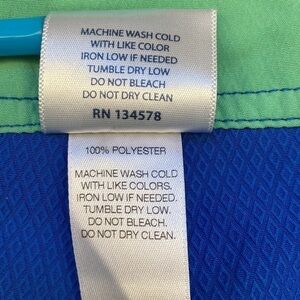 MACHINE WASH COLD
WITH LIKE COLOR
IRON LOW IF NEEDED
TUMBLE DRY LOW
DO NOT BLEACH
DO NOT DRY CLEAN
RN 134578
100% POLYESTER
MACHINE WASH COLD
WITH LIKE COLORS.
IRON LOW IF NEEDED.
TUMBLE DRY LOW.
DO NOT BLEACH.
DO NOT DRY CLEAN.